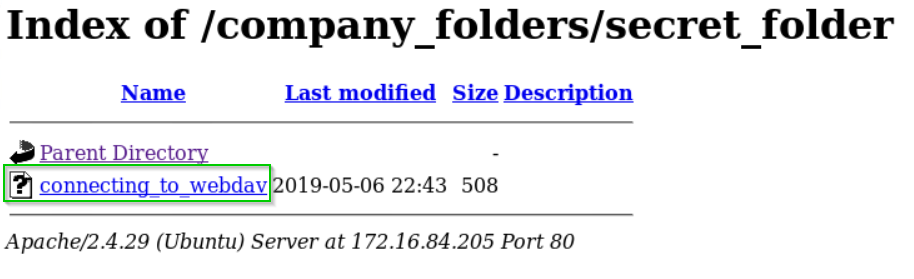 Index of /company_folders/secret_folder
Name Last modified Size Description
Parent Directory -
connecting_to_webdav 2019-05-06 22:43 508
Apache/2.4.29 (Ubuntu) Server at 172.16.84.205 Port 80